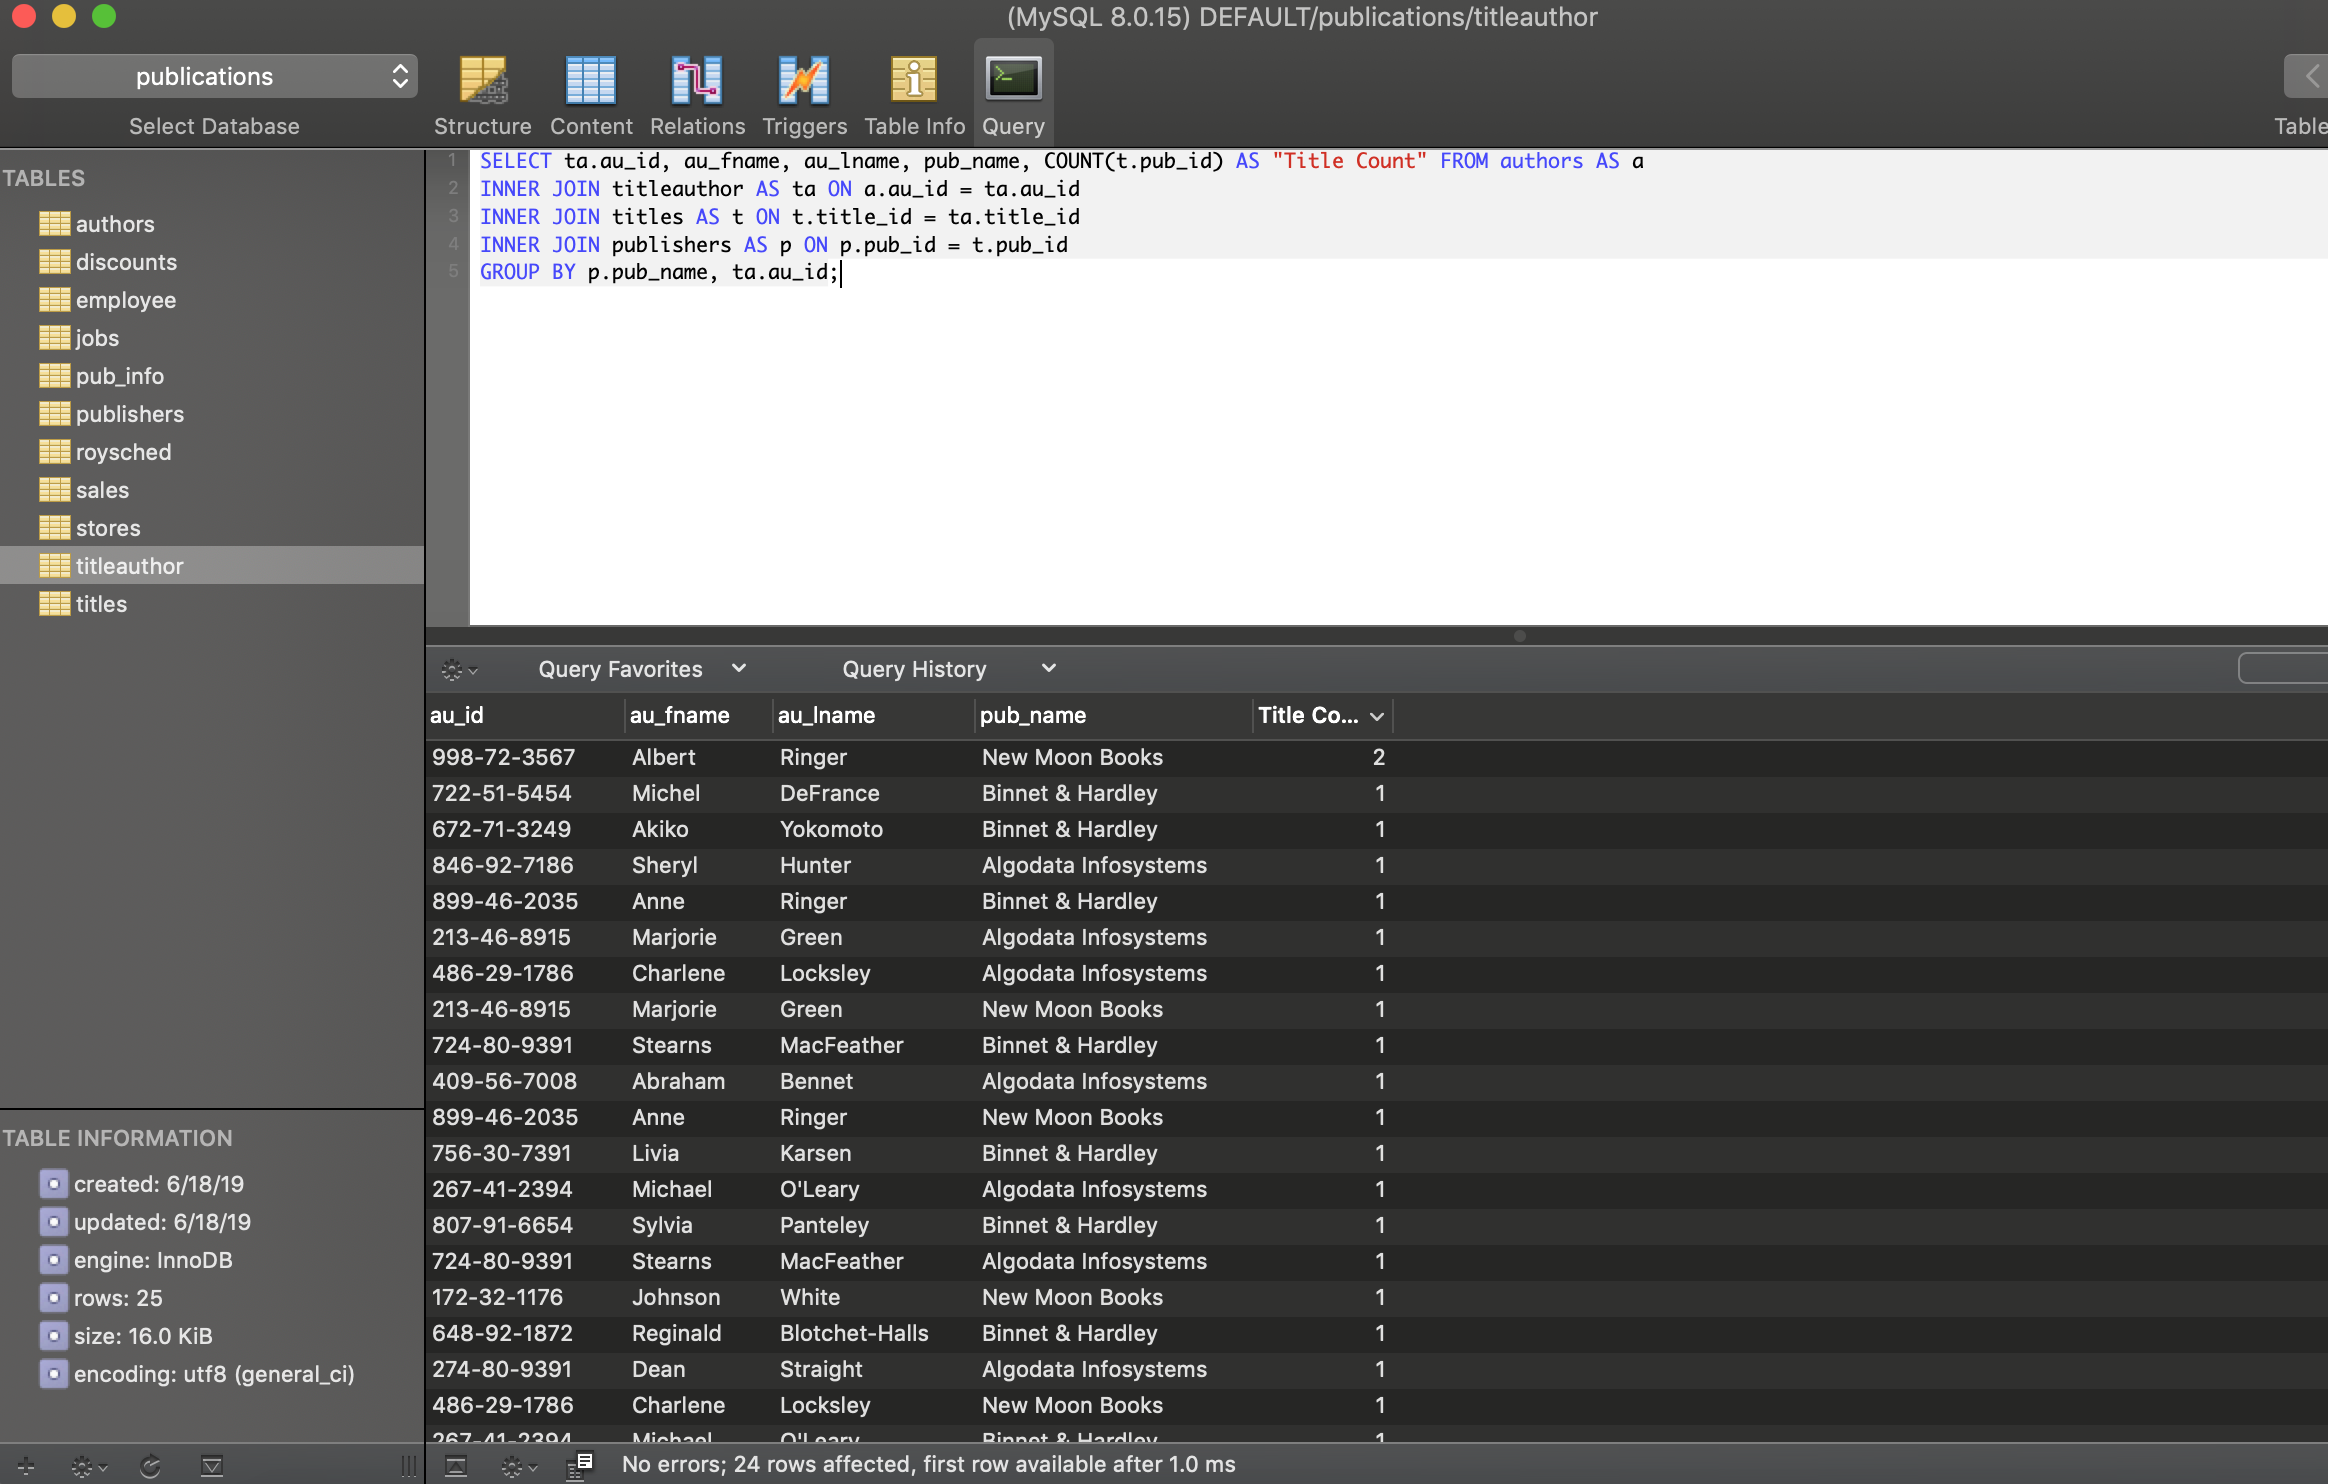 (MySQL 8.0.15) DEFAULT/publications/titleauthor
publications
Select Database
Structure
Content
Relations
Triggers
Table Info
Query
Table
TABLES
authors
discounts
employee
jobs
pub_info
publishers
roysched
sales
stores
titleauthor
titles
TABLE INFORMATION
created: 6/18/19
updated: 6/18/19
engine: InnoDB
rows: 25
size: 16.0 KiB
encoding: utf8 (general_ci)
1 SELECT ta.au_id, au_fname, au_lname, pub_name, COUNT(t.pub_id) AS "Title Count" FROM authors AS a
2 INNER JOIN titleauthor AS ta ON a.au_id = ta.au_id
3 INNER JOIN titles AS t ON t.title_id = ta.title_id
4 INNER JOIN publishers AS p ON p.pub_id = t.pub_id
5 GROUP BY p.pub_name, ta.au_id;
Query Favorites Query History
au_id au_fname au_lname pub_name Title Co...
998-72-3567 Albert Ringer New Moon Books 2
722-51-5454 Michel DeFrance Binnet & Hardley 1
672-71-3249 Akiko Yokomoto Binnet & Hardley 1
846-92-7186 Sheryl Hunter Algodata Infosystems 1
899-46-2035 Anne Ringer Binnet & Hardley 1
213-46-8915 Marjorie Green Algodata Infosystems 1
486-29-1786 Charlene Locksley Algodata Infosystems 1
213-46-8915 Marjorie Green New Moon Books 1
724-80-9391 Stearns MacFeather Binnet & Hardley 1
409-56-7008 Abraham Bennet Algodata Infosystems 1
899-46-2035 Anne Ringer New Moon Books 1
756-30-7391 Livia Karsen Binnet & Hardley 1
267-41-2394 Michael O'Leary Algodata Infosystems 1
807-91-6654 Sylvia Panteley Binnet & Hardley 1
724-80-9391 Stearns MacFeather Algodata Infosystems 1
172-32-1176 Johnson White New Moon Books 1
648-92-1872 Reginald Blotchet-Halls Binnet & Hardley 1
274-80-9391 Dean Straight Algodata Infosystems 1
486-29-1786 Charlene Locksley New Moon Books 1
267-41-2394 Michael O'Leary Binnet & Hardley 1
No errors; 24 rows affected, first row available after 1.0 ms